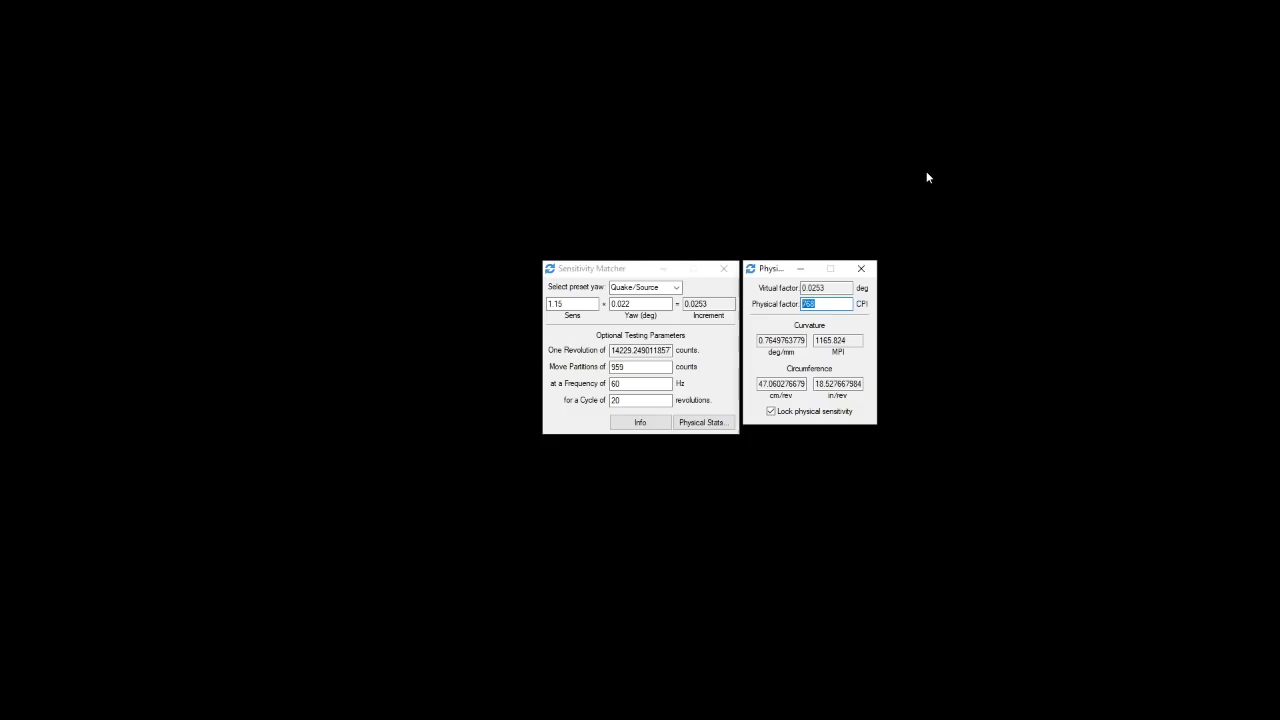 Sensitivity Matcher
Select preset yaw: Quake/Source
1.15 × 0.022 = 0.0253
Sens Yaw (deg) Increment
Optional Testing Parameters
One Revolution of 14229.249011857 counts.
Move Partitions of 959 counts
at a Frequency of 60 Hz
for a Cycle of 20 revolutions.
Info Physical Stats...
Physi...
Virtual factor 0.0253 deg
Physical factor 768 CPI
Curvature
0.7649763779 1165.824
deg/mm MPI
Circumference
47.060276679 18.527667984
cm/rev in/rev
Lock physical sensitivity